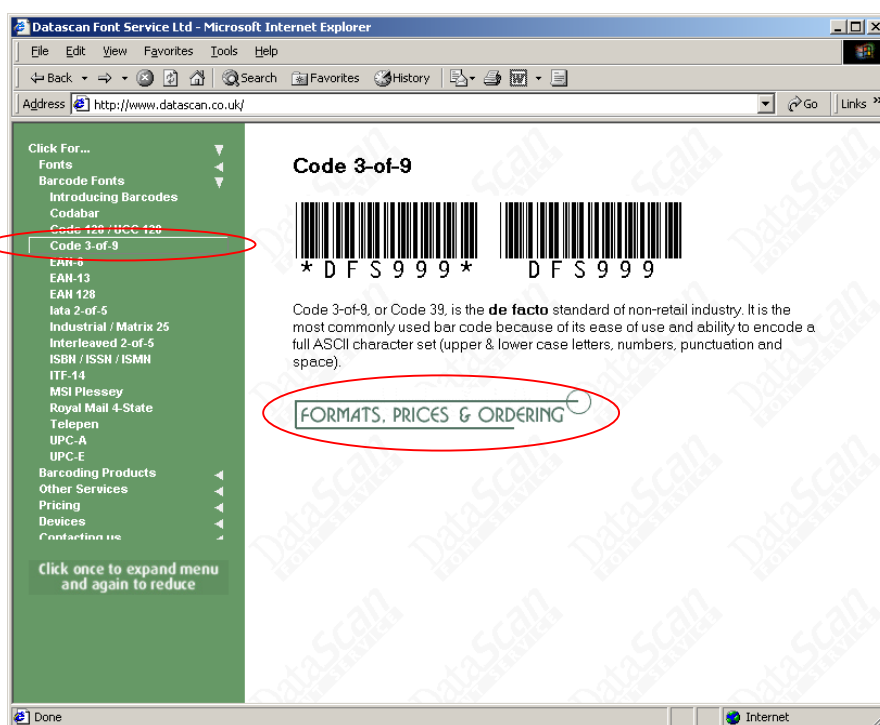 Datascan Font Service Ltd - Microsoft Internet Explorer
File Edit View Favorites Tools Help
Back Search Favorites History
Address http://www.datascan.co.uk/ Go Links »
Click For...
Fonts
Barcode Fonts
Introducing Barcodes
Codabar
Code 128 / UCC 128
Code 3-of-9
EAN-8
EAN-13
EAN 128
Iata 2-of-5
Industrial / Matrix 25
Interleaved 2-of-5
ISBN / ISSN / ISMN
ITF-14
MSI Plessey
Royal Mail 4-State
Telepen
UPC-A
UPC-E
Barcoding Products
Other Services
Pricing
Devices
Contacting us
Click once to expand menu
and again to reduce
Code 3-of-9
*DFS999* DFS999
Code 3-of-9, or Code 39, is the de facto standard of non-retail industry. It is the
most commonly used bar code because of its ease of use and ability to encode a
full ASCII character set (upper & lower case letters, numbers, punctuation and
space).
FORMATS, PRICES & ORDERING
DataScan
FONT SERVICE
Done Internet